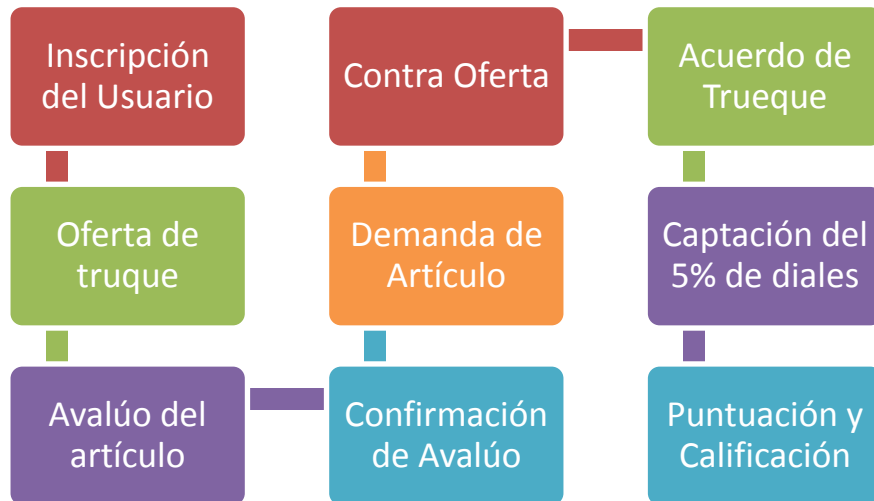 Inscripción
del Usuario
Oferta de
truque
Avalúo del
artículo
Confirmación
de Avalúo
Demanda de
Artículo
Contra Oferta
Acuerdo de
Trueque
Captación del
5% de diales
Puntuación y
Calificación